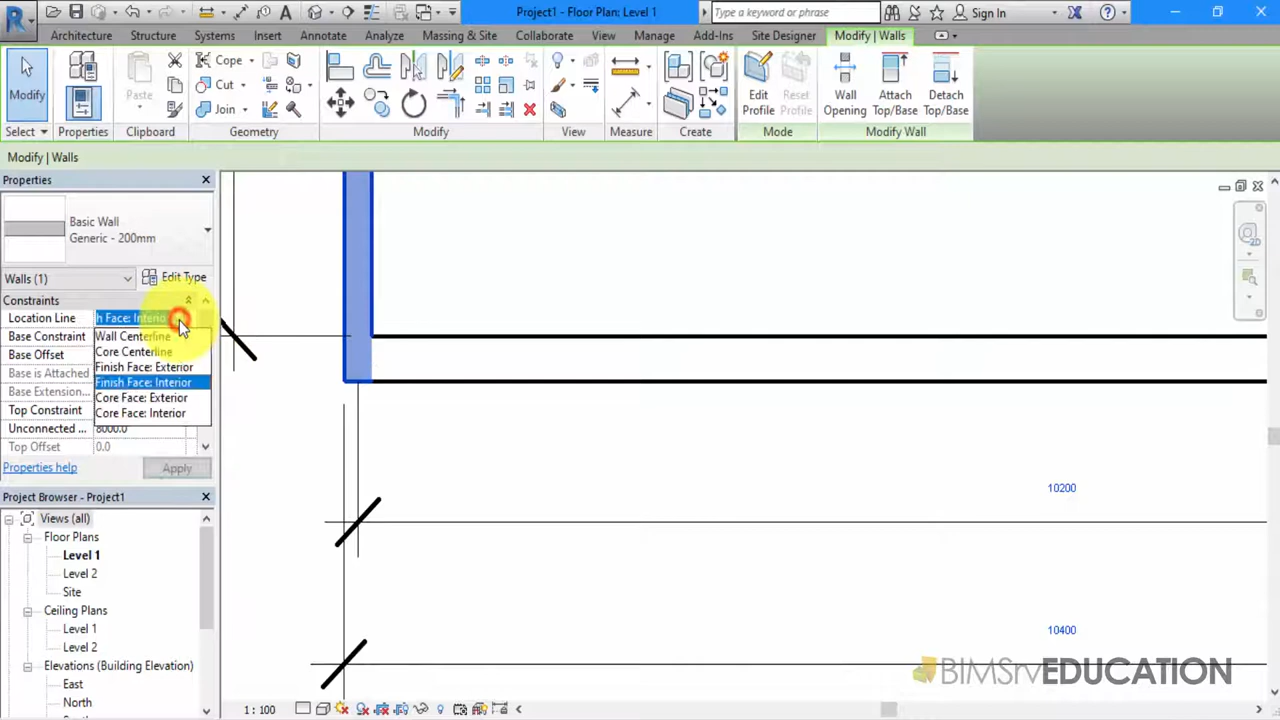 Project1 - Floor Plan: Level 1
Type a keyword or phrase
Sign In
Architecture
Structure
Systems
Insert
Annotate
Analyze
Massing & Site
Collaborate
View
Manage
Add-Ins
Site Designer
Modify | Walls
Modify
Paste
Cope
Cut
Join
Edit
Profile
Reset
Profile
Wall
Opening
Attach
Top/Base
Detach
Top/Base
Select
Properties
Clipboard
Geometry
Modify
View
Measure
Create
Mode
Modify Wall
Modify | Walls
Properties
Basic Wall
Generic - 200mm
Walls (1)
Edit Type
Constraints
Location Line
h Face: Interio
Base Constraint
Wall Centerline
Core Centerline
Base Offset
Finish Face: Exterior
Base is Attached
Finish Face: Interior
Base Extension...
Core Face: Exterior
Top Constraint
Core Face: Interior
Unconnected ...
8000.0
Top Offset
0.0
Properties help
Apply
Project Browser - Project1
Views (all)
Floor Plans
Level 1
Level 2
Site
Ceiling Plans
Level 1
Level 2
Elevations (Building Elevation)
East
North
10200
10400
1 : 100
BIMSrvEDUCATION